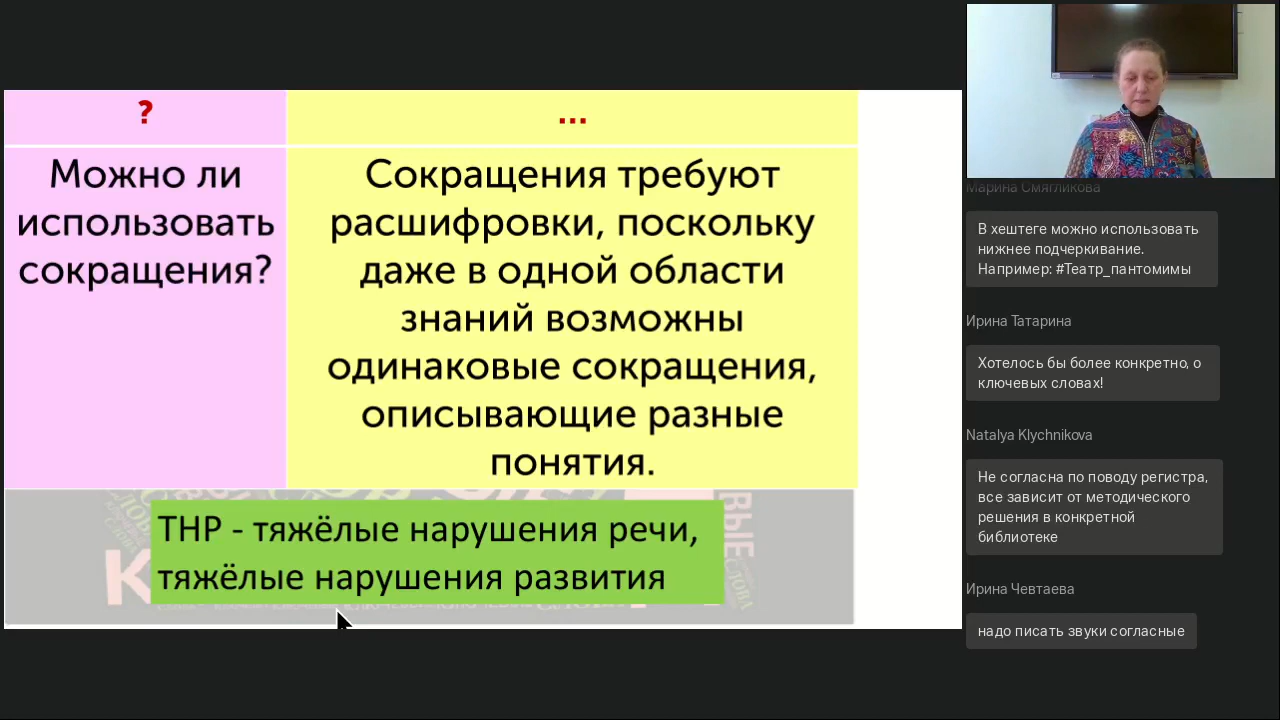 ?
...
Можно ли
использовать
сокращения?
Сокращения требуют
расшифровки, поскольку
даже в одной области
знаний возможны
одинаковые сокращения,
описывающие разные
понятия.
ТНР - тяжёлые нарушения речи,
тяжёлые нарушения развития
ВЫЕ
Марина Смягликова
В хештеге можно использовать
нижнее подчеркивание.
Например: #Театр_пантомимы
Ирина Татарина
Хотелось бы более конкретно, о
ключевых словах!
Natalya Klychnikova
Не согласна по поводу регистра,
все зависит от методического
решения в конкретной
библиотеке
Ирина Чевтаева
надо писать звуки согласные